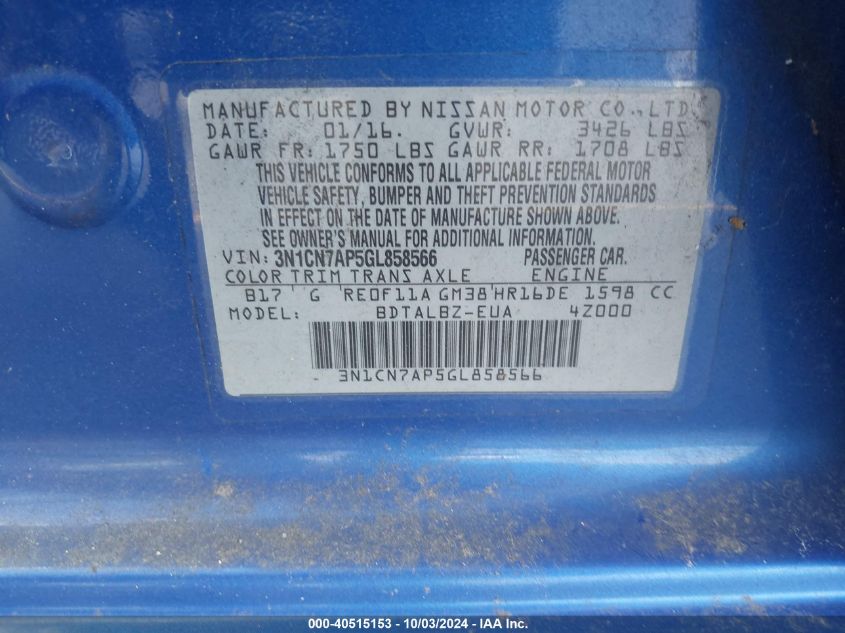 MANUFACTURED BY NISSAN MOTOR CO., LTD.
DATE: 01/16. GVWR: 3426 LBS
GAWR FR: 1750 LBS GAWR RR: 1708 LBS
THIS VEHICLE CONFORMS TO ALL APPLICABLE FEDERAL MOTOR
VEHICLE SAFETY, BUMPER AND THEFT PREVENTION STANDARDS
IN EFFECT ON THE DATE OF MANUFACTURE SHOWN ABOVE.
SEE OWNER'S MANUAL FOR ADDITIONAL INFORMATION.
VIN: 3N1CN7AP5GL858566 PASSENGER CAR.
COLOR TRIM TRANS AXLE ENGINE
B17 G RE0F11A GM38 HR16DE 1598 CC
MODEL: BDTALBZ-EUA 4Z000
3N1CN7AP5GL858566
000-40515153 - 10/03/2024 - IAAI.com